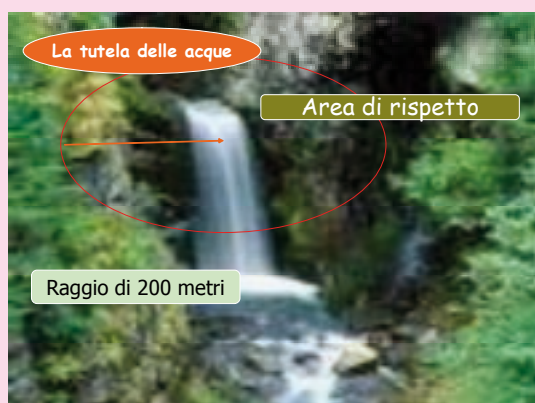 La tutela delle acque
Area di rispetto
Raggio di 200 metri